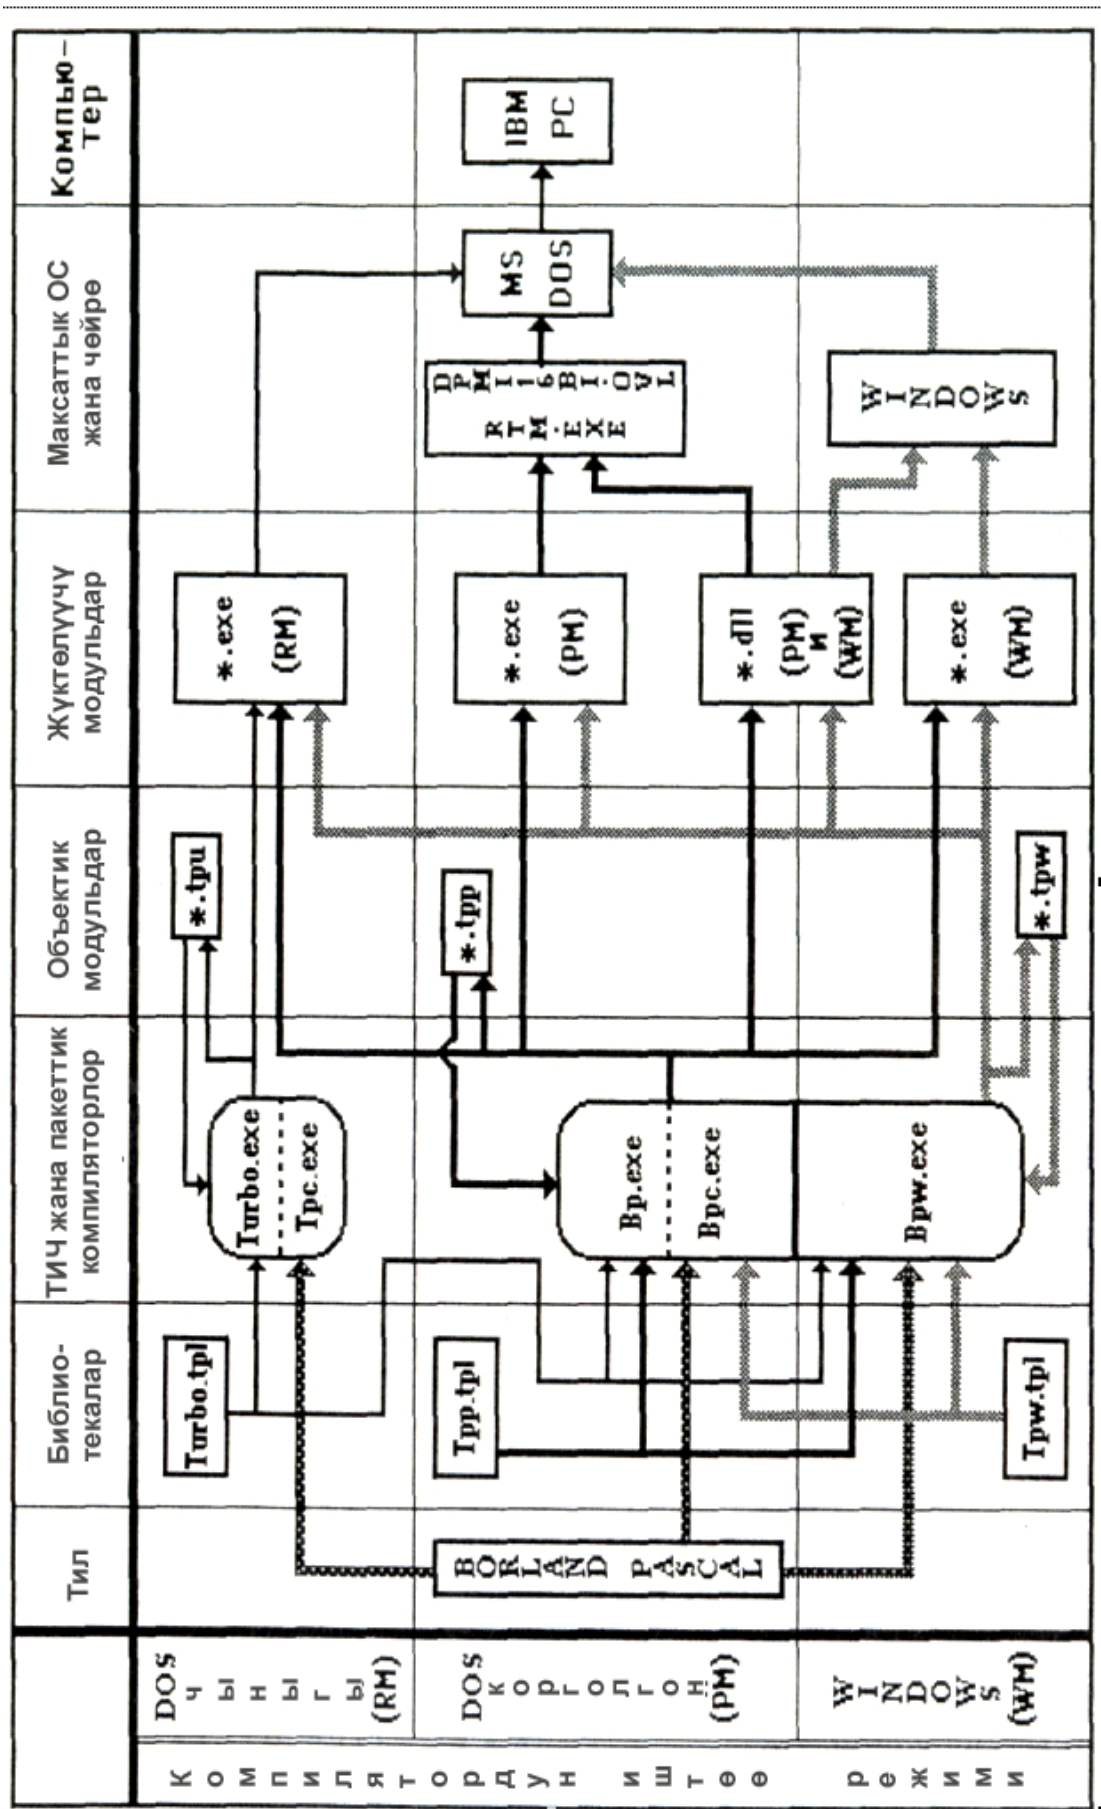 Компилятордун иштөө режими
Тил
Библио-
текалар
ТИЧ жана пакеттик
компиляторлор
Объектик
модульдар
Жүктөлүүчү
модульдар
Максаттык ОС
жана чөйрө
Компью-
тер
DOS
чыныгы
(RM)
Turbo.tpl
Turbo.exe
Tpc.exe
*.tpu
*.exe
(RM)
DOS
корголгон
(PM)
BORLAND PASCAL
Tpp.tpl
Bp.exe
Bpc.exe
*.tpp
*.exe
(PM)
*.dll
(PM)
и
(WM)
RTM.EXE
DPMI16BI.OVL
MS
DOS
IBM
PC
WINDOWS
(WM)
Tpw.tpl
Bpw.exe
*.tpw
*.exe
(WM)
WINDOWS